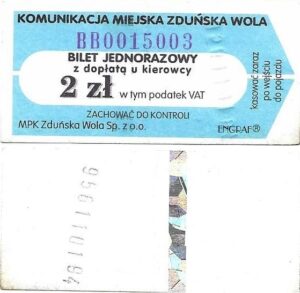 KOMUNIKACJA MIEJSKA ZDUŃSKA WOLA
BB0015003
BILET JEDNORAZOWY
z dopłatą u kierowcy
2 zł w tym podatek VAT
ZACHOWAĆ DO KONTROLI
MPK Zduńska Wola Sp. z o.o.
ENGRAF®
kasować zaraz
po wejściu
do pojazdu